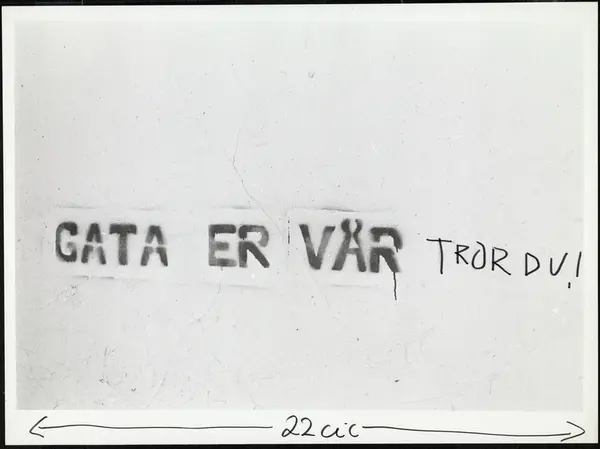 GATA ER VÅR TROR DU!
22 cic